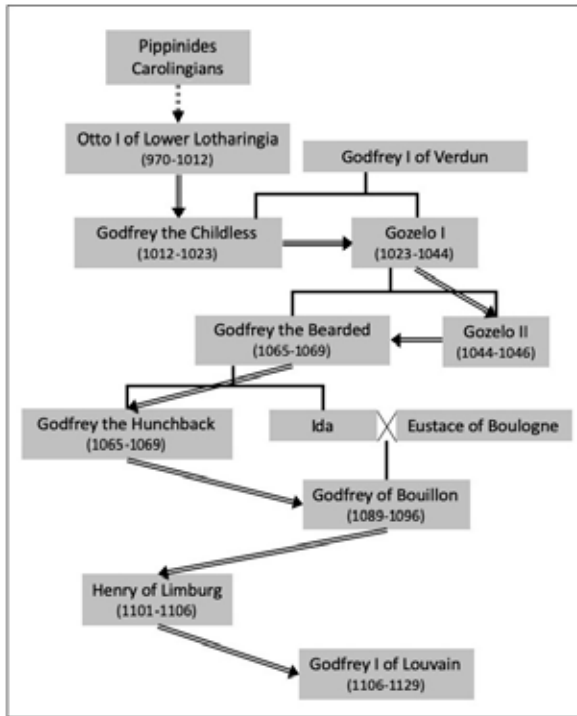 Pippinides
Carolingians
Otto I of Lower Lotharingia
(970-1012)
Godfrey I of Verdun
Godfrey the Childless
(1012-1023)
Gozelo I
(1023-1044)
Godfrey the Bearded
(1065-1069)
Gozelo II
(1044-1046)
Godfrey the Hunchback
(1065-1069)
Ida
Eustace of Boulogne
Godfrey of Bouillon
(1089-1096)
Henry of Limburg
(1101-1106)
Godfrey I of Louvain
(1106-1129)